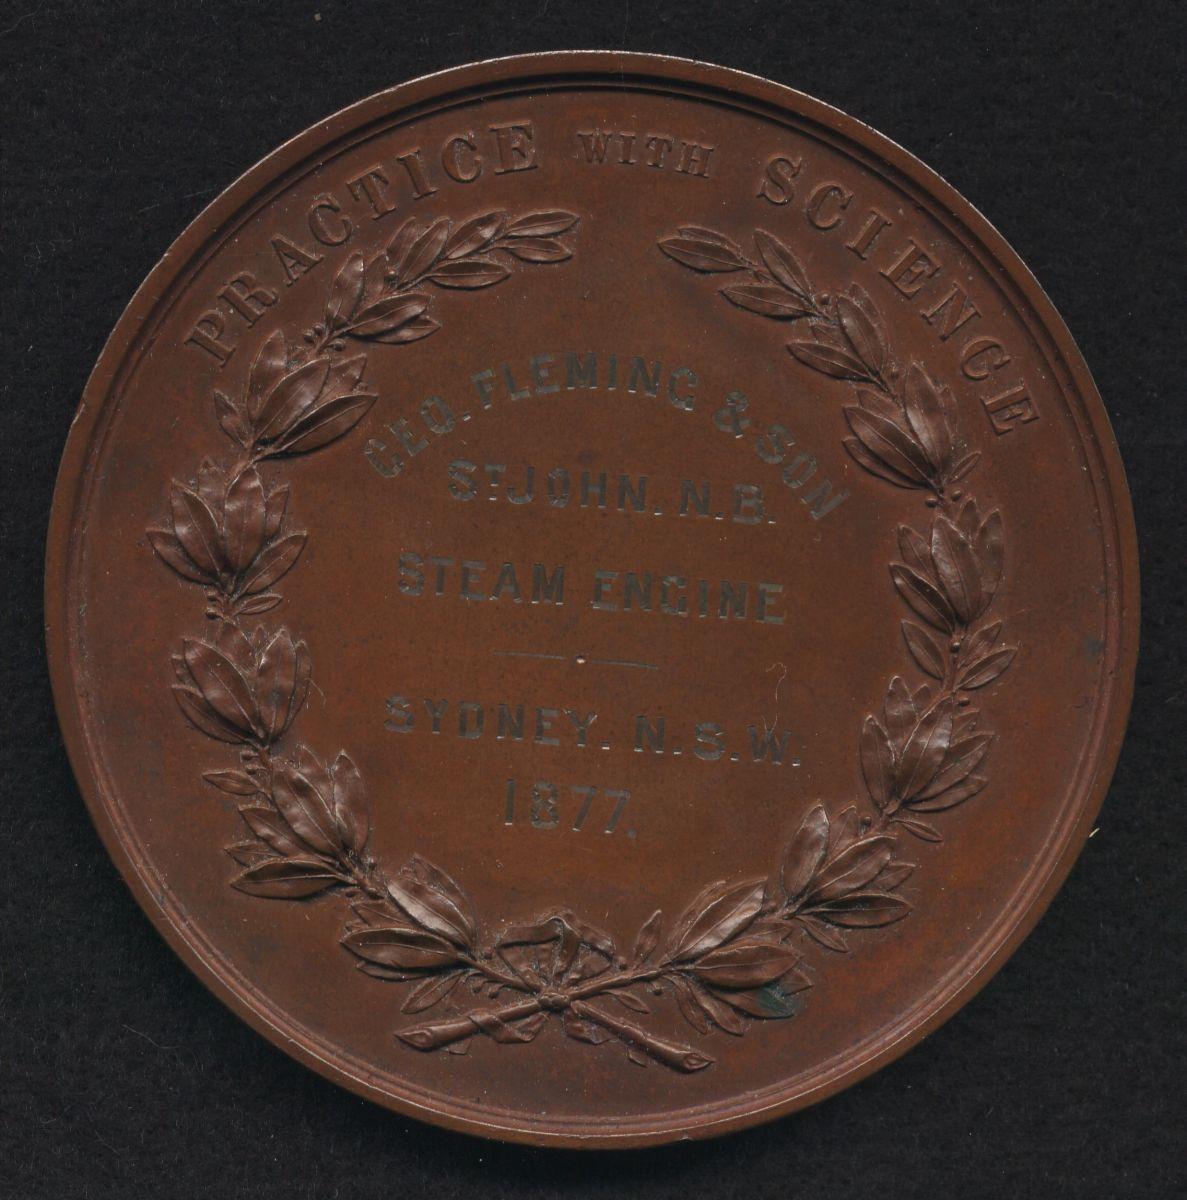 PRACTICE WITH SCIENCE
GEO. FLEMING & SON
ST JOHN. N.B.
STEAM ENGINE
SYDNEY. N.S.W.
1877.